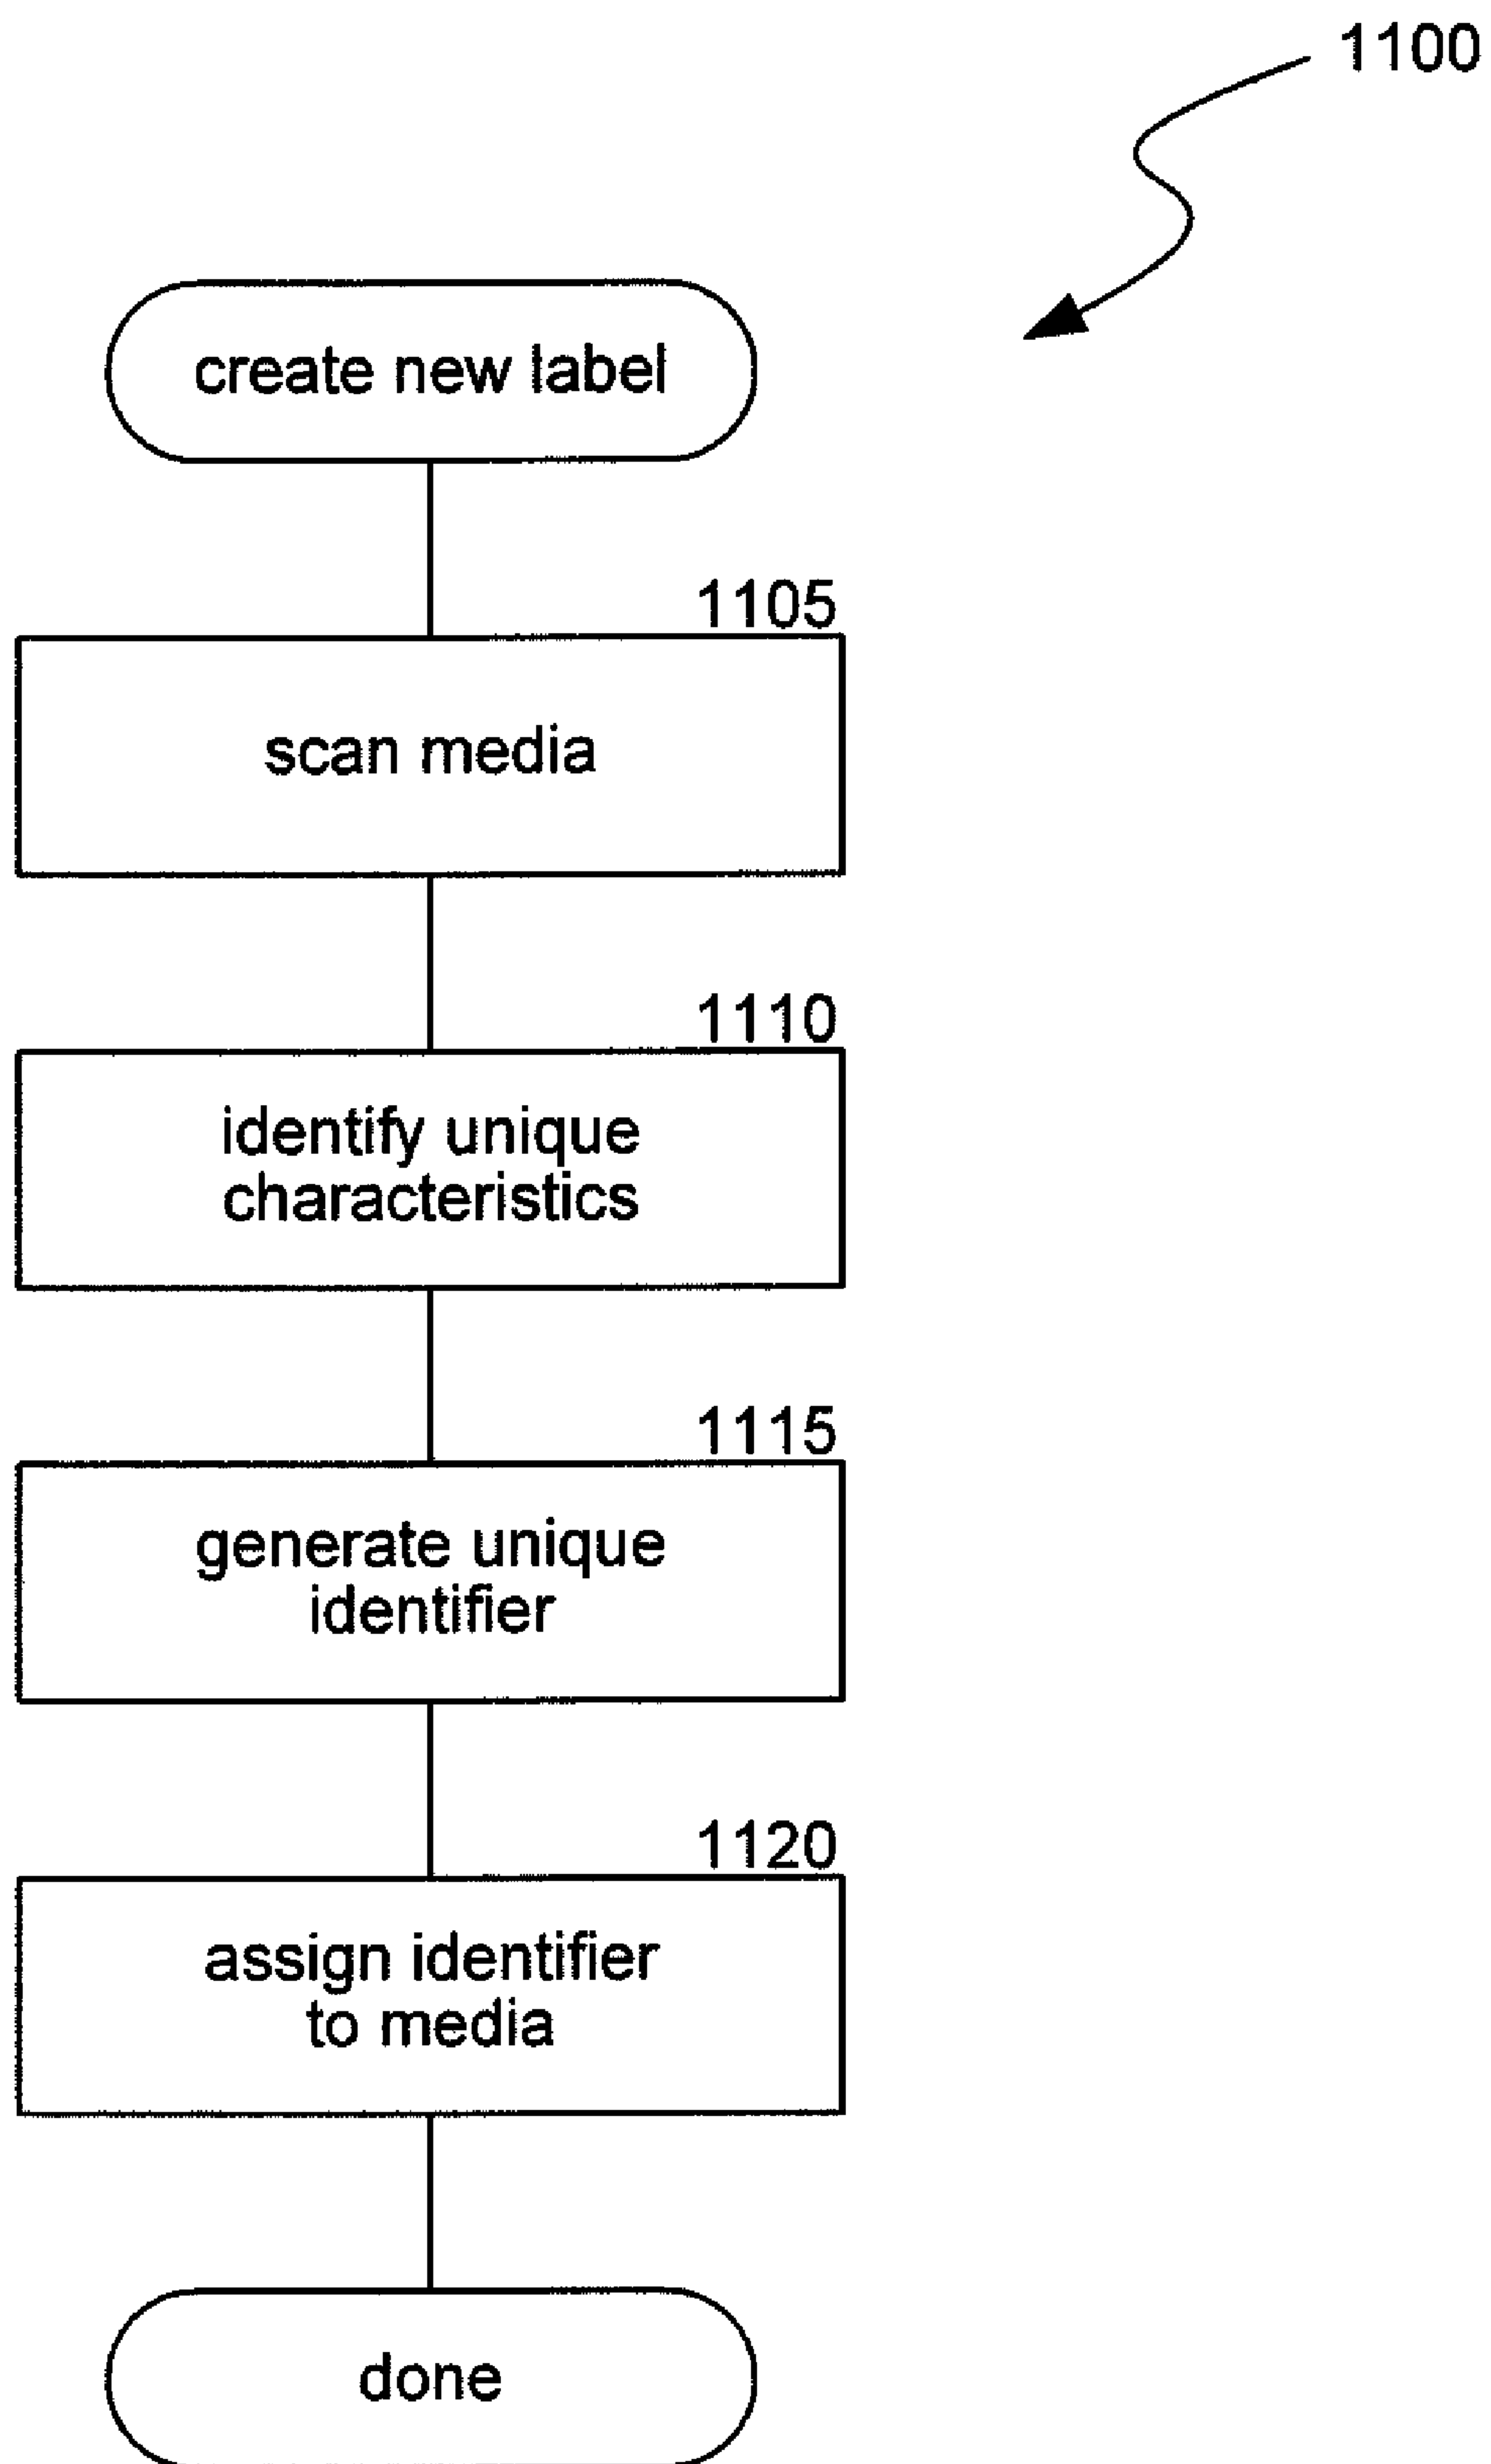 1100
create new label
1105
scan media
1110
identify unique
characteristics
1115
generate unique
identifier
1120
assign identifier
to media
done